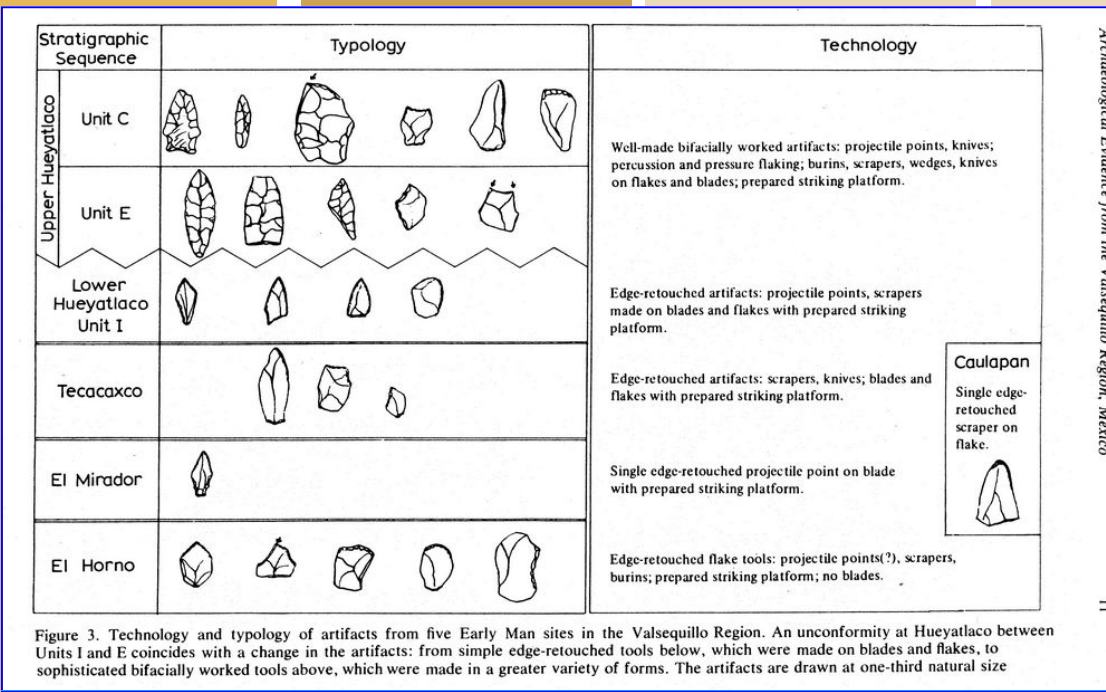 Stratigraphic
Sequence
Typology
Technology
Upper Hueyatlaco
Unit C
Well-made bifacially worked artifacts: projectile points, knives;
percussion and pressure flaking; burins, scrapers, wedges, knives
on flakes and blades; prepared striking platform.
Unit E
Lower
Hueyatlaco
Unit I
Edge-retouched artifacts: projectile points, scrapers
made on blades and flakes with prepared striking
platform.
Tecacaxco
Edge-retouched artifacts: scrapers, knives; blades and
flakes with prepared striking platform.
Caulapan
Single edge-
retouched
scraper on
flake.
El Mirador
Single edge-retouched projectile point on blade
with prepared striking platform.
El Horno
Edge-retouched flake tools: projectile points(?), scrapers,
burins; prepared striking platform; no blades.
Figure 3. Technology and typology of artifacts from five Early Man sites in the Valsequillo Region. An unconformity at Hueyatlaco between
Units I and E coincides with a change in the artifacts: from simple edge-retouched tools below, which were made on blades and flakes, to
sophisticated bifacially worked tools above, which were made in a greater variety of forms. The artifacts are drawn at one-third natural size
Archaeological Evidence from the Valsequillo Region, Mexico